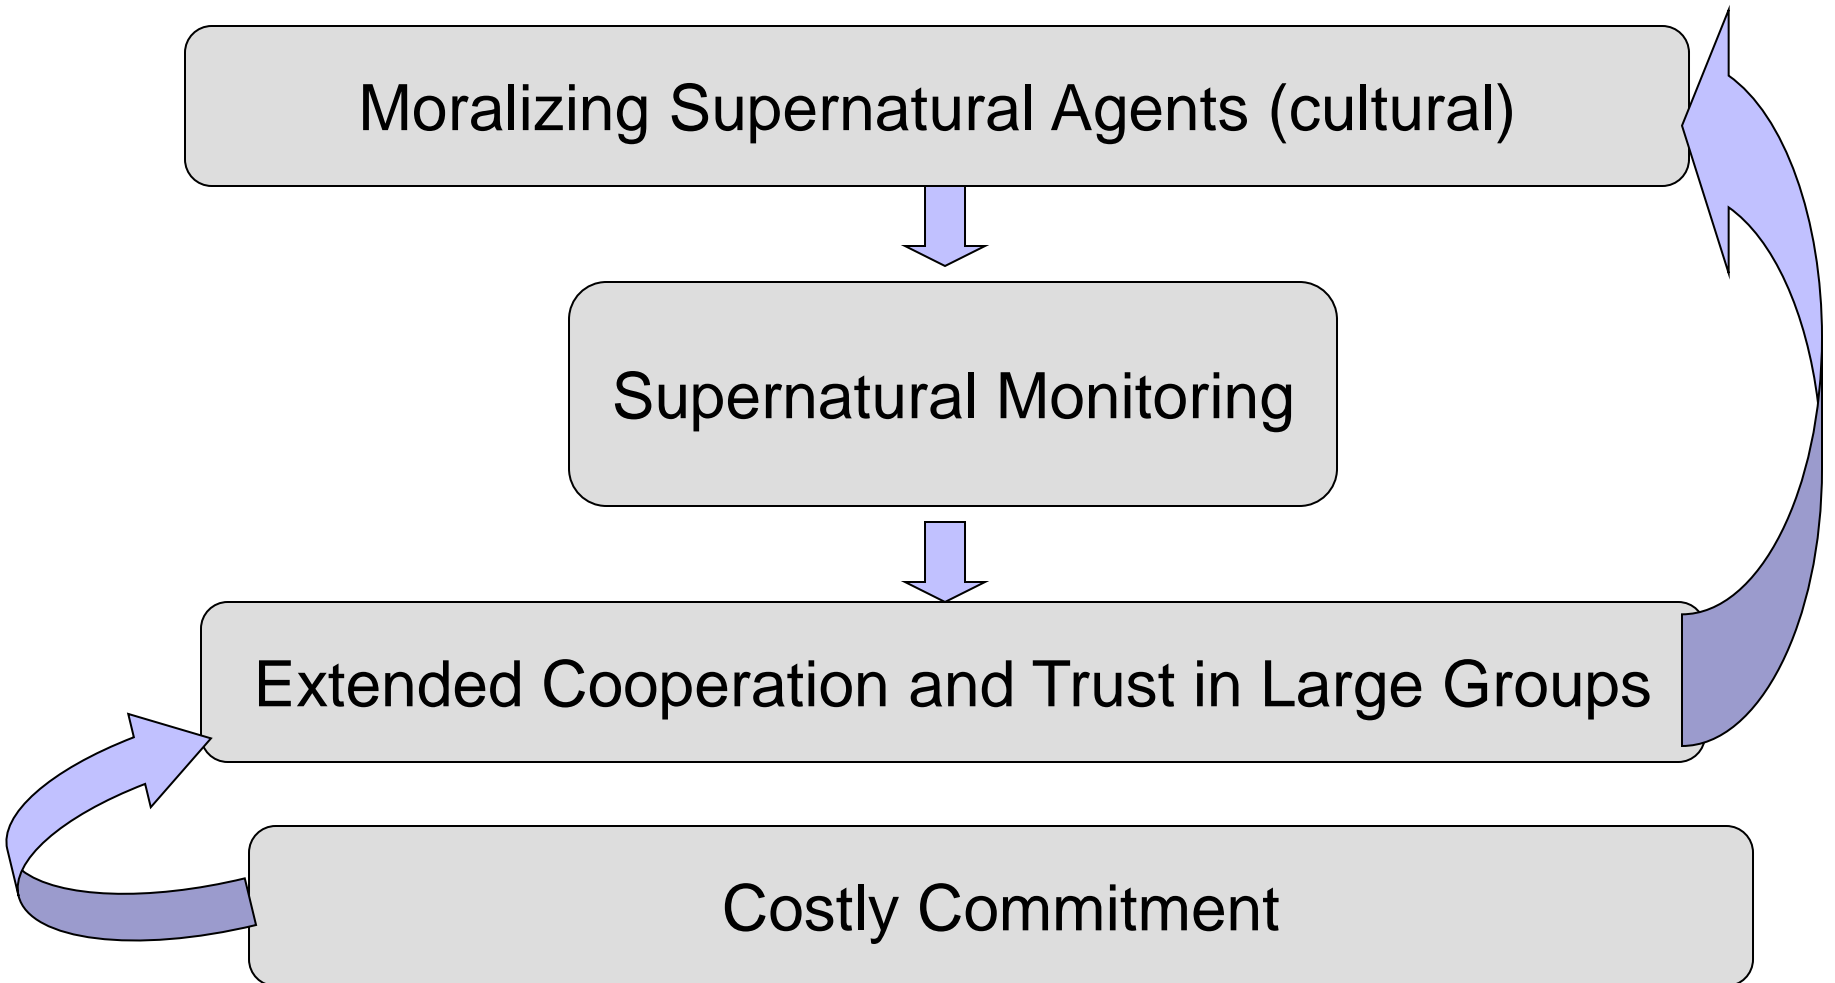 Moralizing Supernatural Agents (cultural)
Supernatural Monitoring
Extended Cooperation and Trust in Large Groups
Costly Commitment